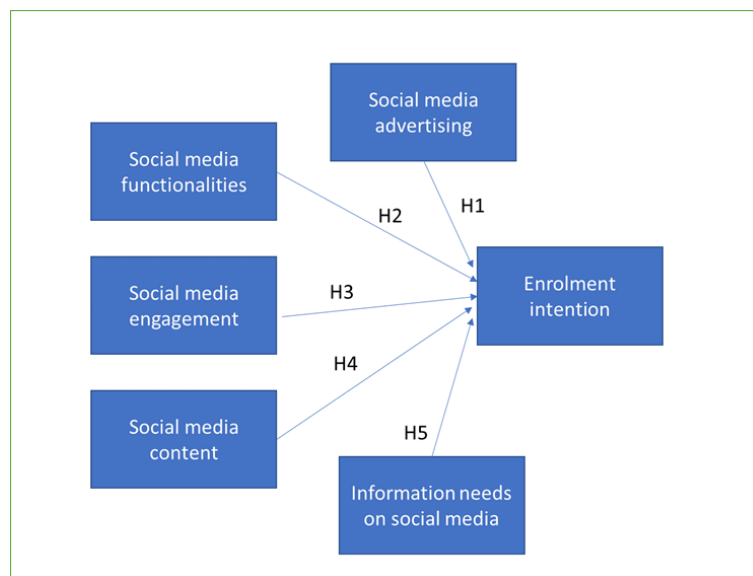 Social media
advertising
Social media
functionalities
H2
H1
Social media
engagement
H3
Enrolment
intention
H4
Social media
content
H5
Information needs
on social media